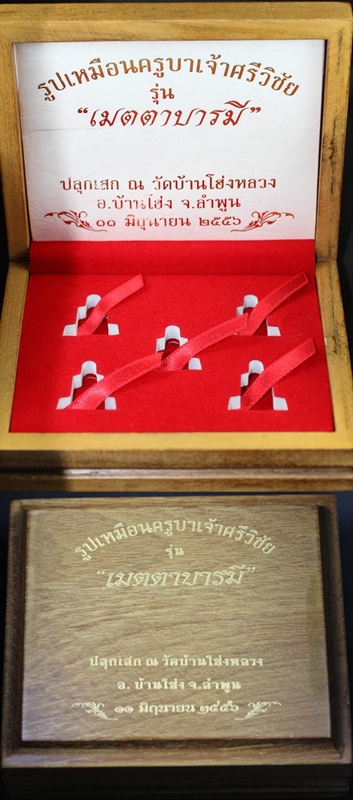 รูปเหมือนครูบาเจ้าศรีวิชัย
รุ่น
“เมตตาบารมี”
ปลุกเสก ณ วัดบ้านโฮ่งหลวง
อ.บ้านโฮ่ง จ.ลำพูน
๑๑ มิถุนายน ๒๕๕๖
รูปเหมือนครูบาเจ้าศรีวิชัย
รุ่น
“เมตตาบารมี”
ปลุกเสก ณ วัดบ้านโฮ่งหลวง
อ. บ้านโฮ่ง จ.ลำพูน
๑๑ มิถุนายน ๒๕๕๖